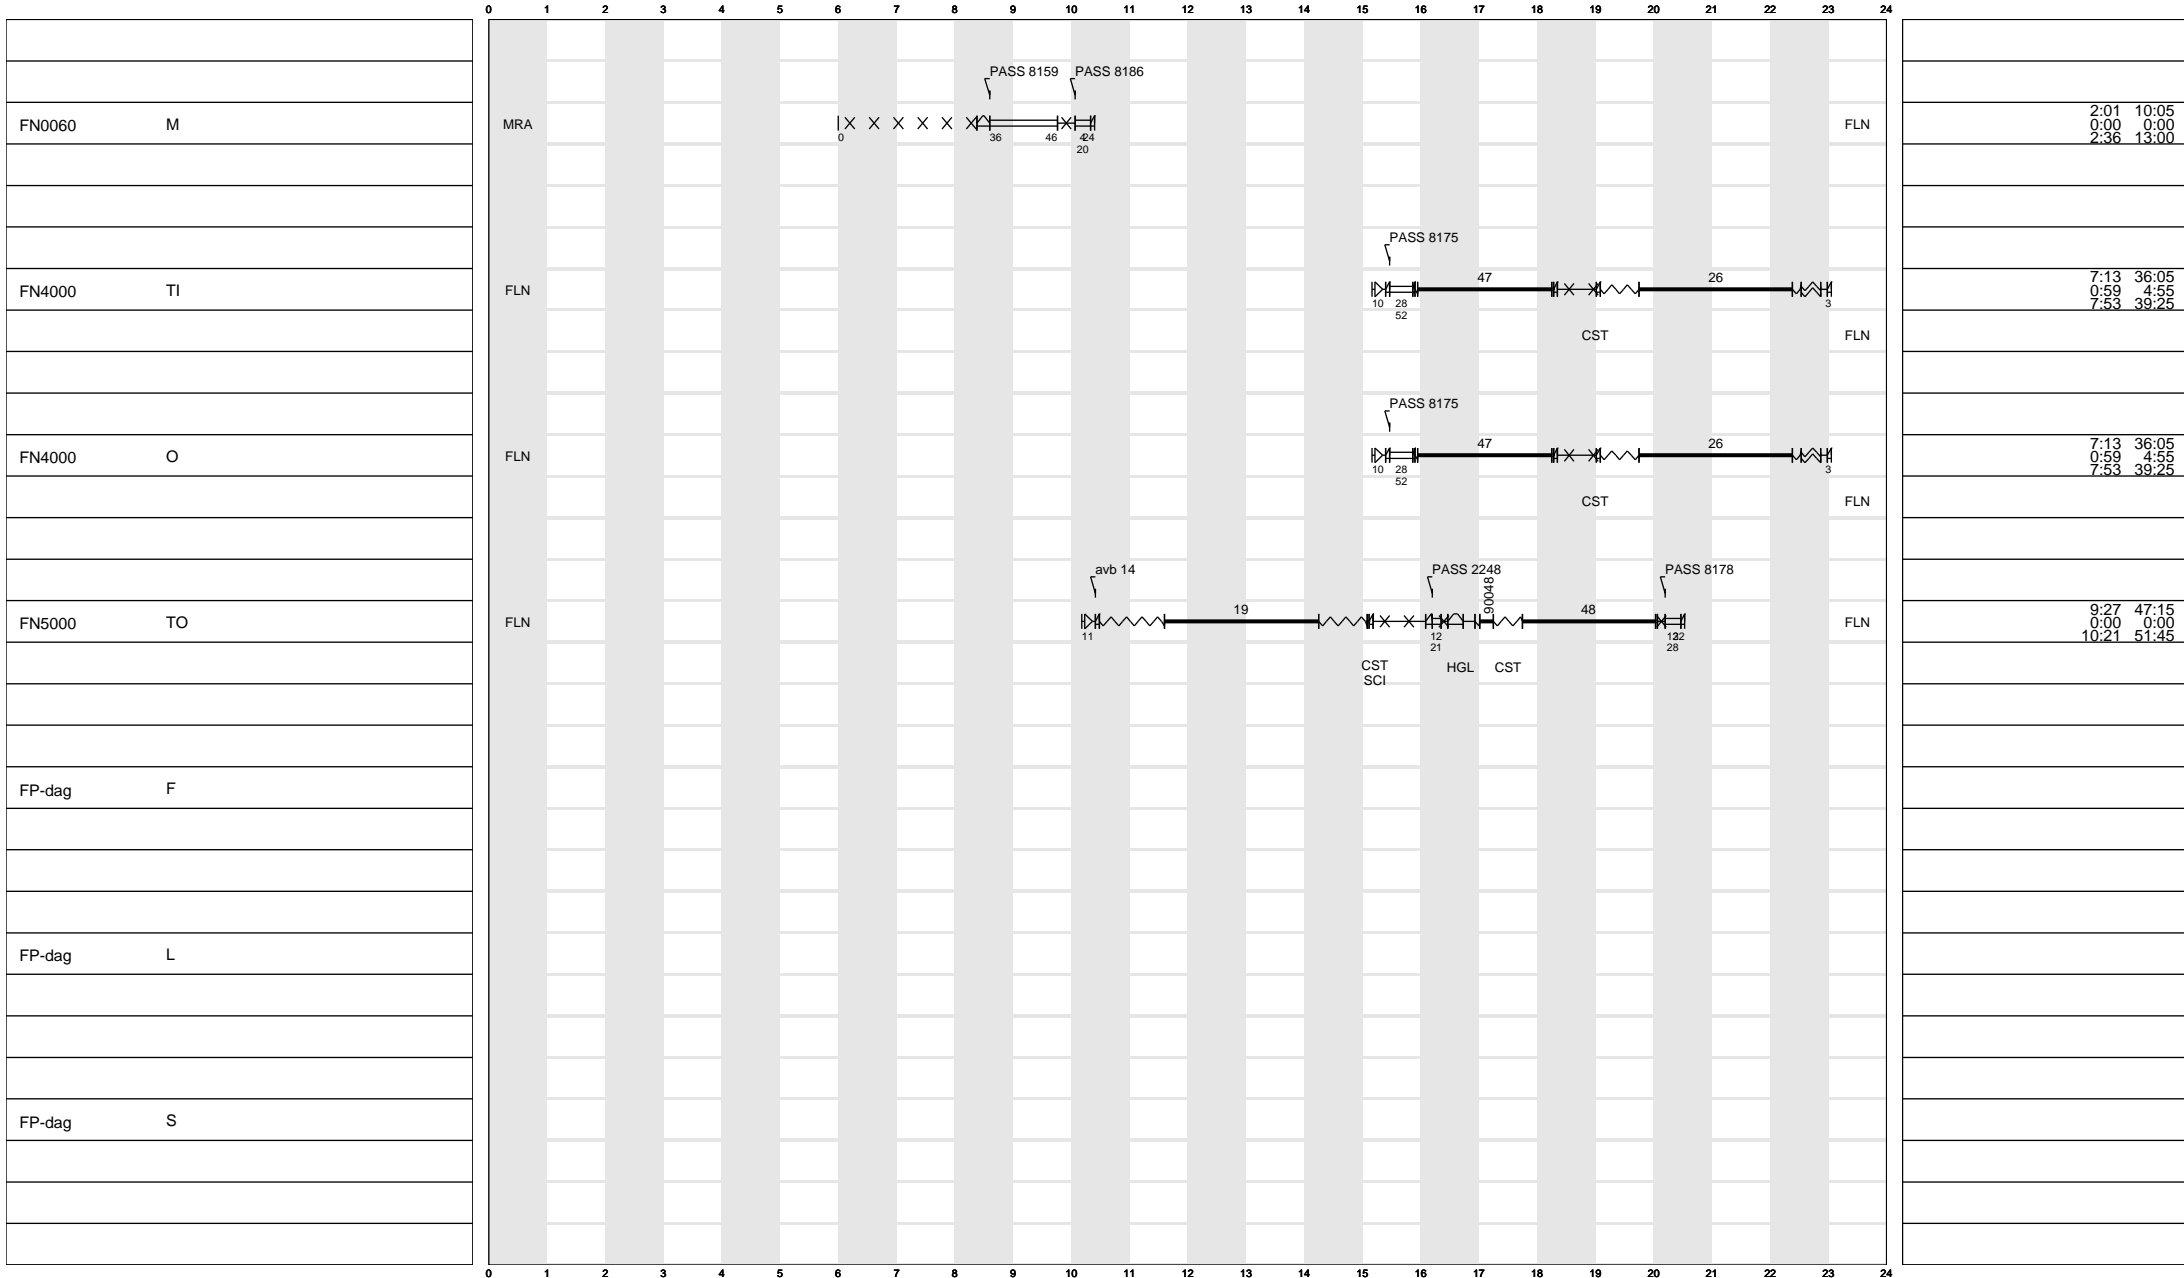 0 1 2 3 4 5 6 7 8 9 10 11 12 13 14 15 16 17 18 19 20 21 22 23 24
PASS 8159 PASS 8186
FN0060 M MRA FLN 2:01 10:05
0:00 0:00
0 36 46 24 2:36 13:00
20
PASS 8175
47 26
FN4000 TI FLN 7:13 36:05
0:59 4:55
10 28 3 7:53 39:25
52
CST FLN
PASS 8175
47 26
FN4000 O FLN 7:13 36:05
0:59 4:55
10 28 3 7:53 39:25
52
CST FLN
avb 14 PASS 2248 PASS 8178
90048
19 48
FN5000 TO FLN FLN 9:27 47:15
0:00 0:00
11 12 10:21 51:45
21 28
CST HGL CST
SCI
FP-dag F
FP-dag L
FP-dag S
0 1 2 3 4 5 6 7 8 9 10 11 12 13 14 15 16 17 18 19 20 21 22 23 24